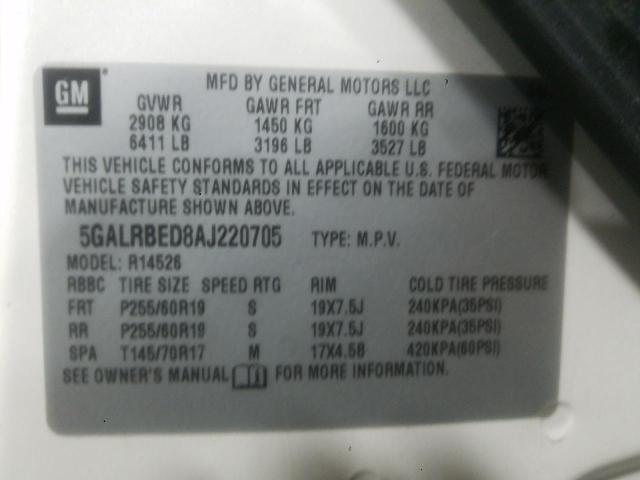 GM
MFD BY GENERAL MOTORS LLC
GVWR GAWR FRT GAWR RR
2908 KG 1450 KG 1600 KG
6411 LB 3196 LB 3527 LB
THIS VEHICLE CONFORMS TO ALL APPLICABLE U.S. FEDERAL MOTOR
VEHICLE SAFETY STANDARDS IN EFFECT ON THE DATE OF
MANUFACTURE SHOWN ABOVE.
5GALRBED8AJ220705 TYPE: M.P.V.
MODEL: R14526
RBBC TIRE SIZE SPEED RTG RIM COLD TIRE PRESSURE
FRT P255/60R19 S 19X7.5J 240KPA(35PSI)
RR P255/60R19 S 19X7.5J 240KPA(35PSI)
SPA T145/70R17 M 17X4.5B 420KPA(60PSI)
SEE OWNER'S MANUAL FOR MORE INFORMATION.